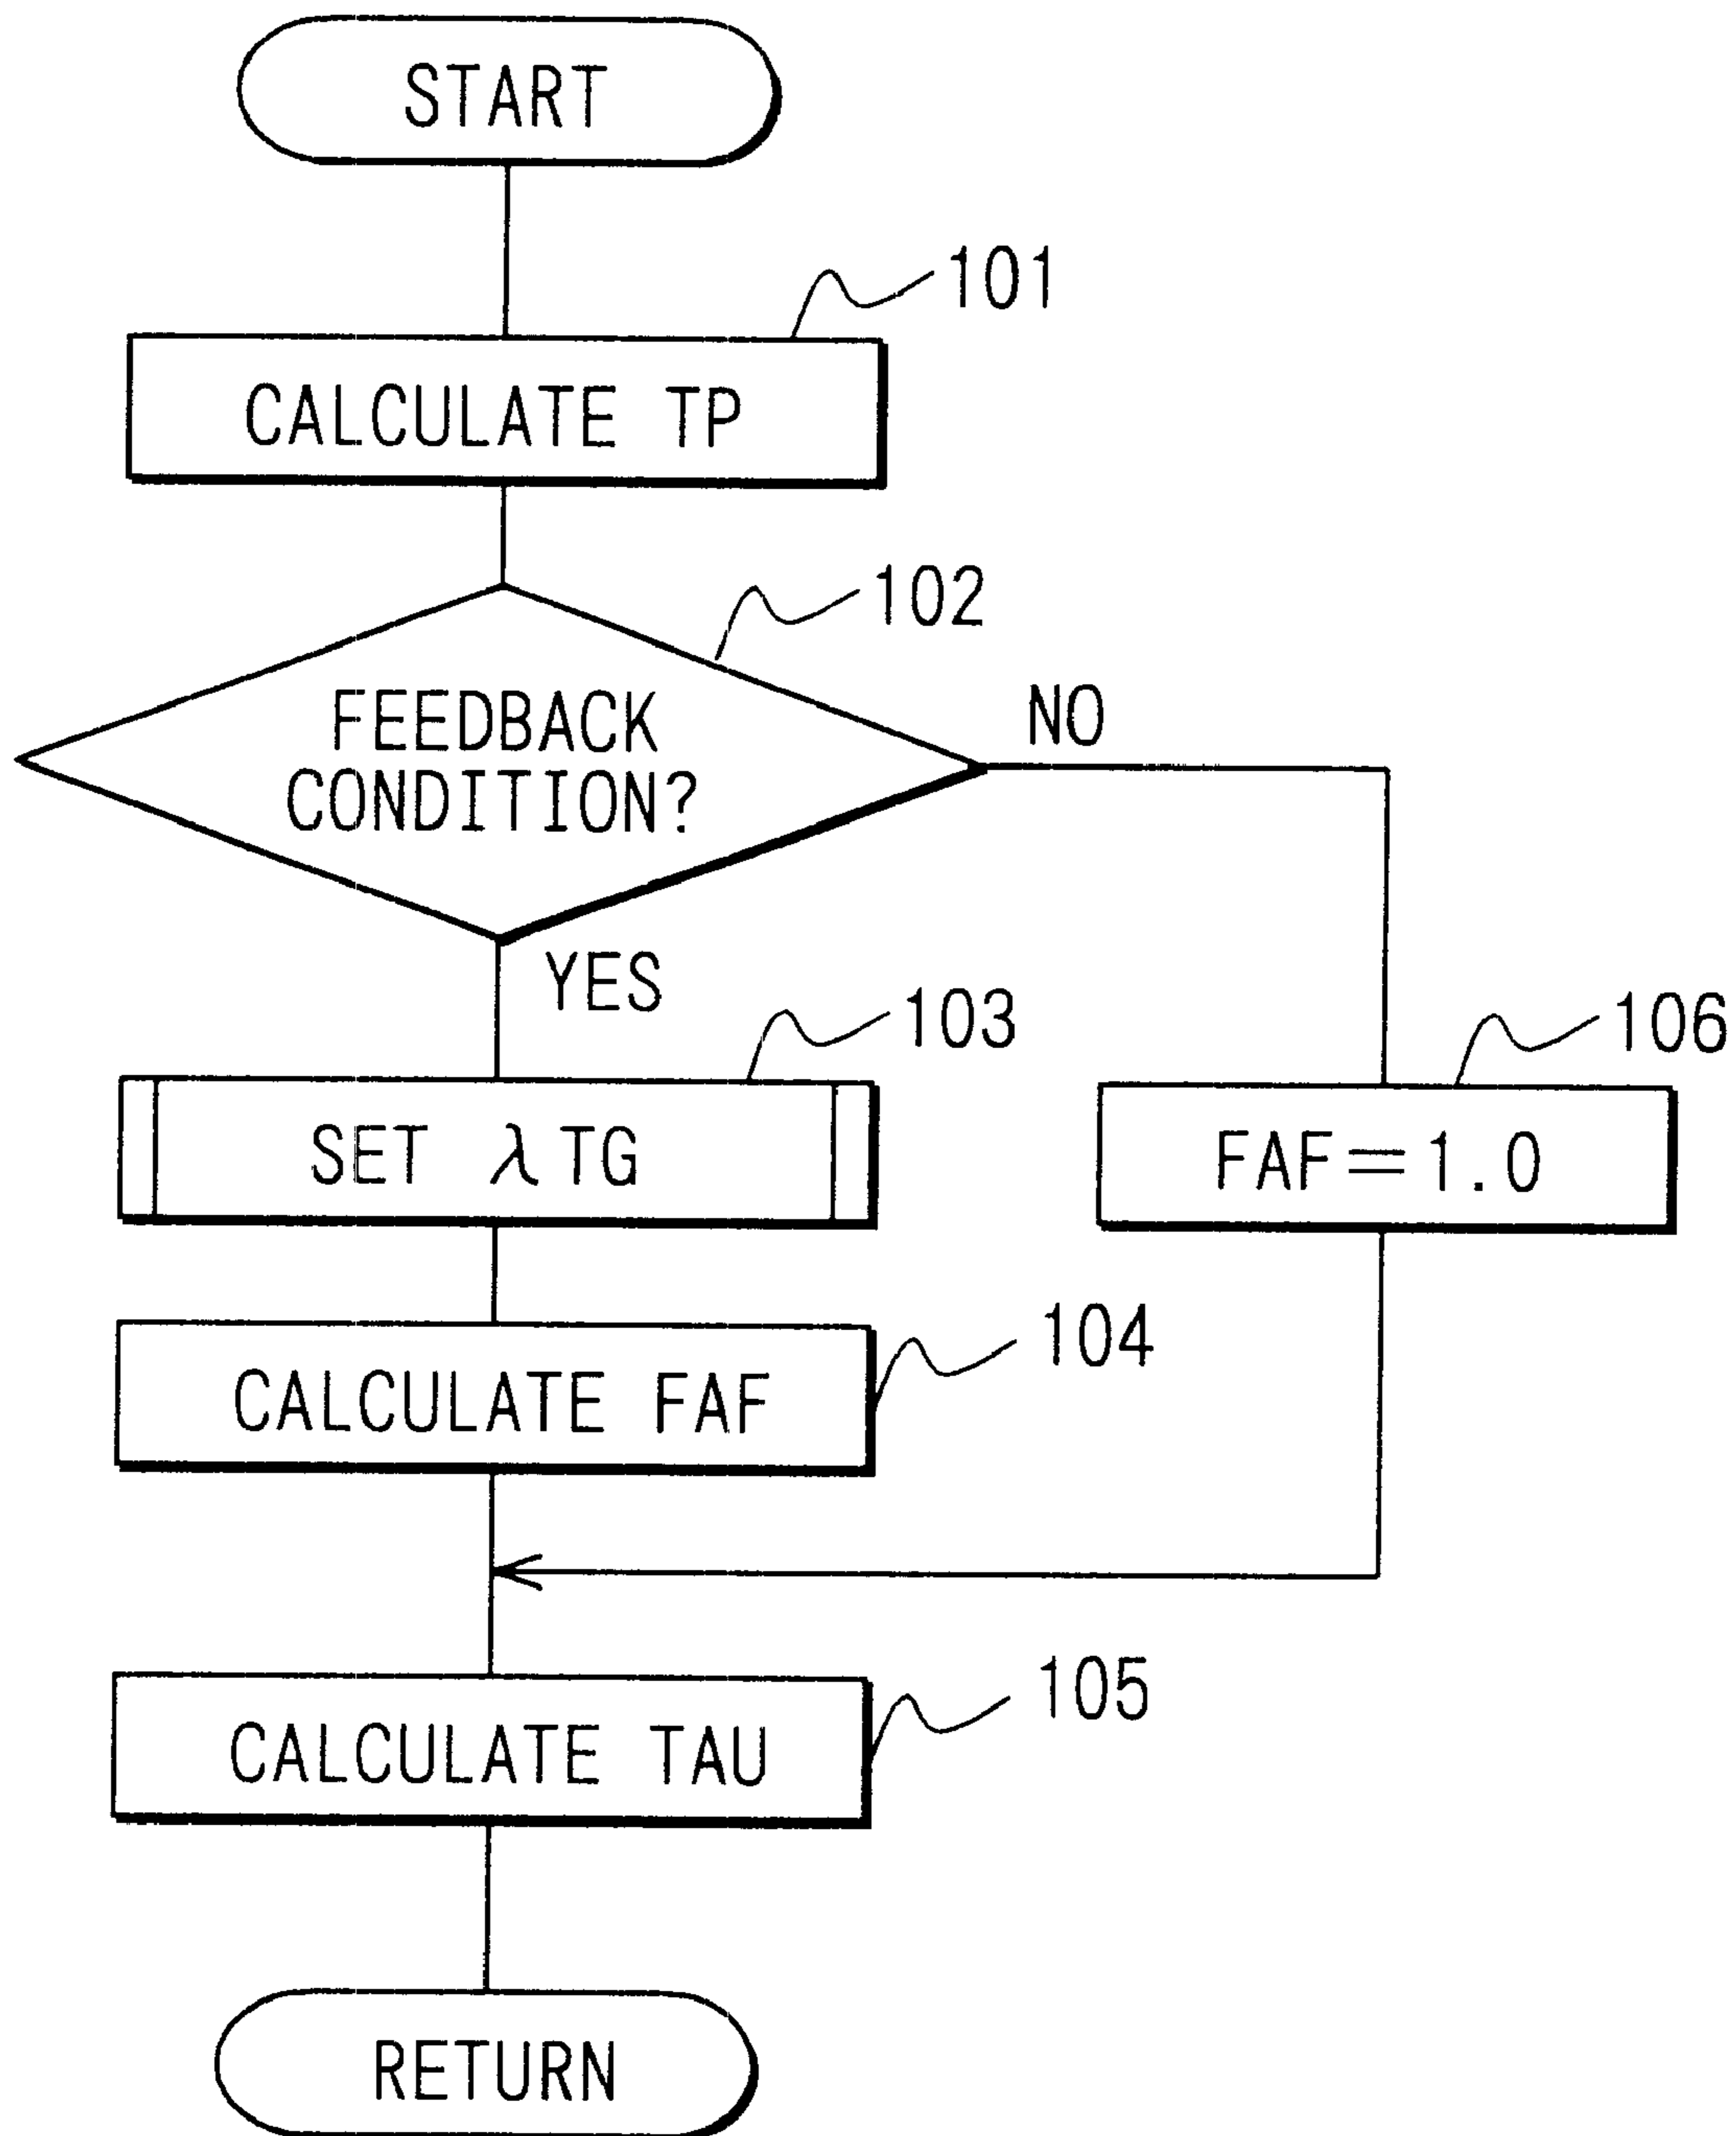 START
101
CALCULATE TP
102
FEEDBACK
CONDITION?
NO
YES
103
SET λTG
106
FAF=1.0
104
CALCULATE FAF
105
CALCULATE TAU
RETURN